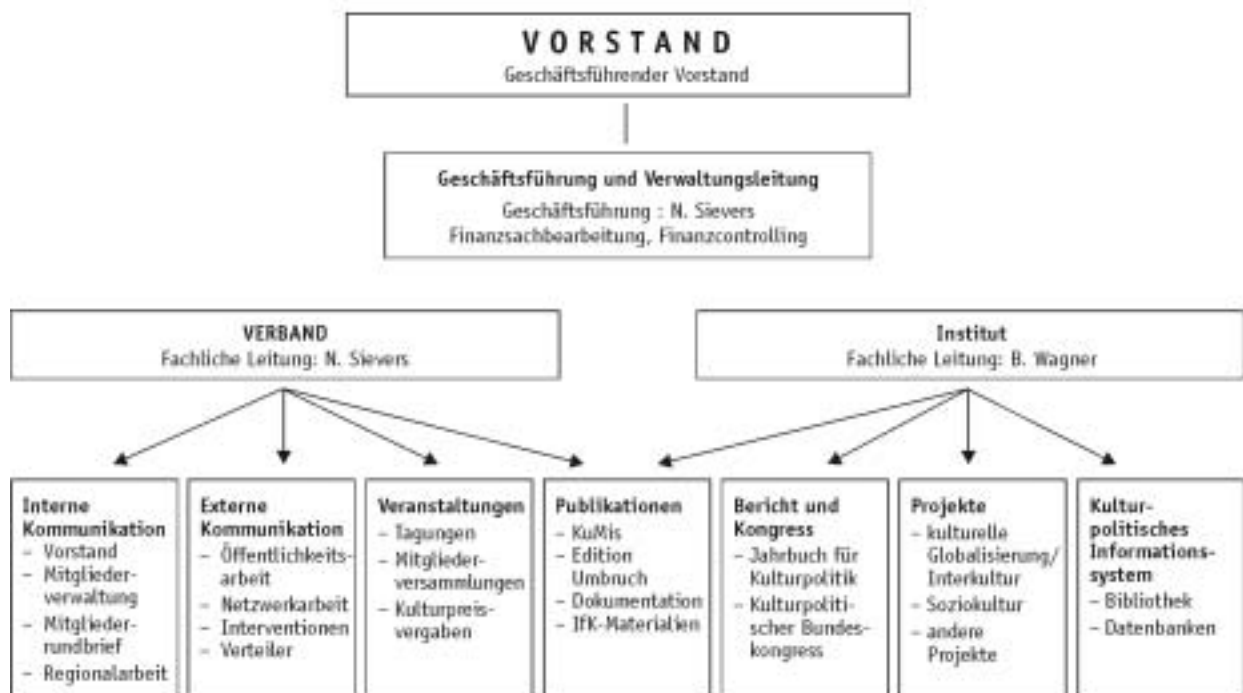 VORSTAND
Geschäftsführender Vorstand
Geschäftsführung und Verwaltungsleitung
Geschäftsführung : N. Sievers
Finanzsachbearbeitung, Finanzcontrolling
VERBAND
Fachliche Leitung: N. Sievers
Institut
Fachliche Leitung: B. Wagner
Interne
Kommunikation
– Vorstand
– Mitglieder-
verwaltung
– Mitglieder-
rundbrief
– Regionalarbeit
Externe
Kommunikation
– Öffentlichkeits-
arbeit
– Netzwerkarbeit
– Interventionen
– Verteiler
Veranstaltungen
– Tagungen
– Mitglieder-
versammlungen
– Kulturpreis-
vergaben
Publikationen
– KuMis
– Edition
Umbruch
– Dokumentation
– IfK-Materialien
Bericht und
Kongress
– Jahrbuch für
Kulturpolitik
– Kulturpoliti-
scher Bundes-
kongress
Projekte
– kulturelle
Globalisierung/
Interkultur
– Soziokultur
– andere
Projekte
Kultur-
politisches
Informations-
system
– Bibliothek
– Datenbanken